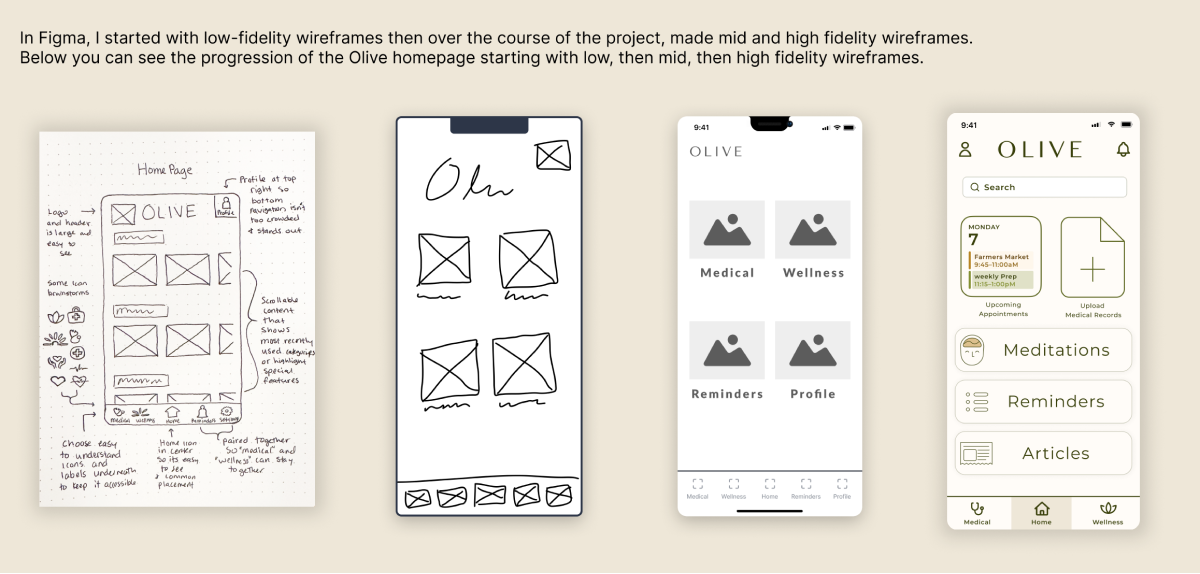 In Figma, I started with low-fidelity wireframes then over the course of the project, made mid and high fidelity wireframes.
Below you can see the progression of the Olive homepage starting with low, then mid, then high fidelity wireframes.
Home Page
Profile at top
right so
bottom
navigation isn't
too crowded
& stands out
Logo
and header
is large and
easy to
see
OLIVE
Profile
some icon
brainstorms
Scrollable
content
that
shows
most recently
used categories
or highlight
special
features
Medical
Wellness
Home
Reminders
Settings
Choose easy
to understand
icons and
labels underneath
to keep it accessible
Home icon
in center
so its easy
to see
& common
placement
paired together
so "medical" and
"wellness" can stay
together
9:41
OLIVE
Medical
Wellness
Reminders
Profile
Medical
Wellness
Home
Reminders
Profile
9:41
OLIVE
Search
MONDAY
7
Farmers Market
9:45-11:00aM
weekly Prep
11:15-1:00pM
Upcoming
Appointments
Upload
Medical Records
Meditations
Reminders
Articles
Medical
Home
Wellness